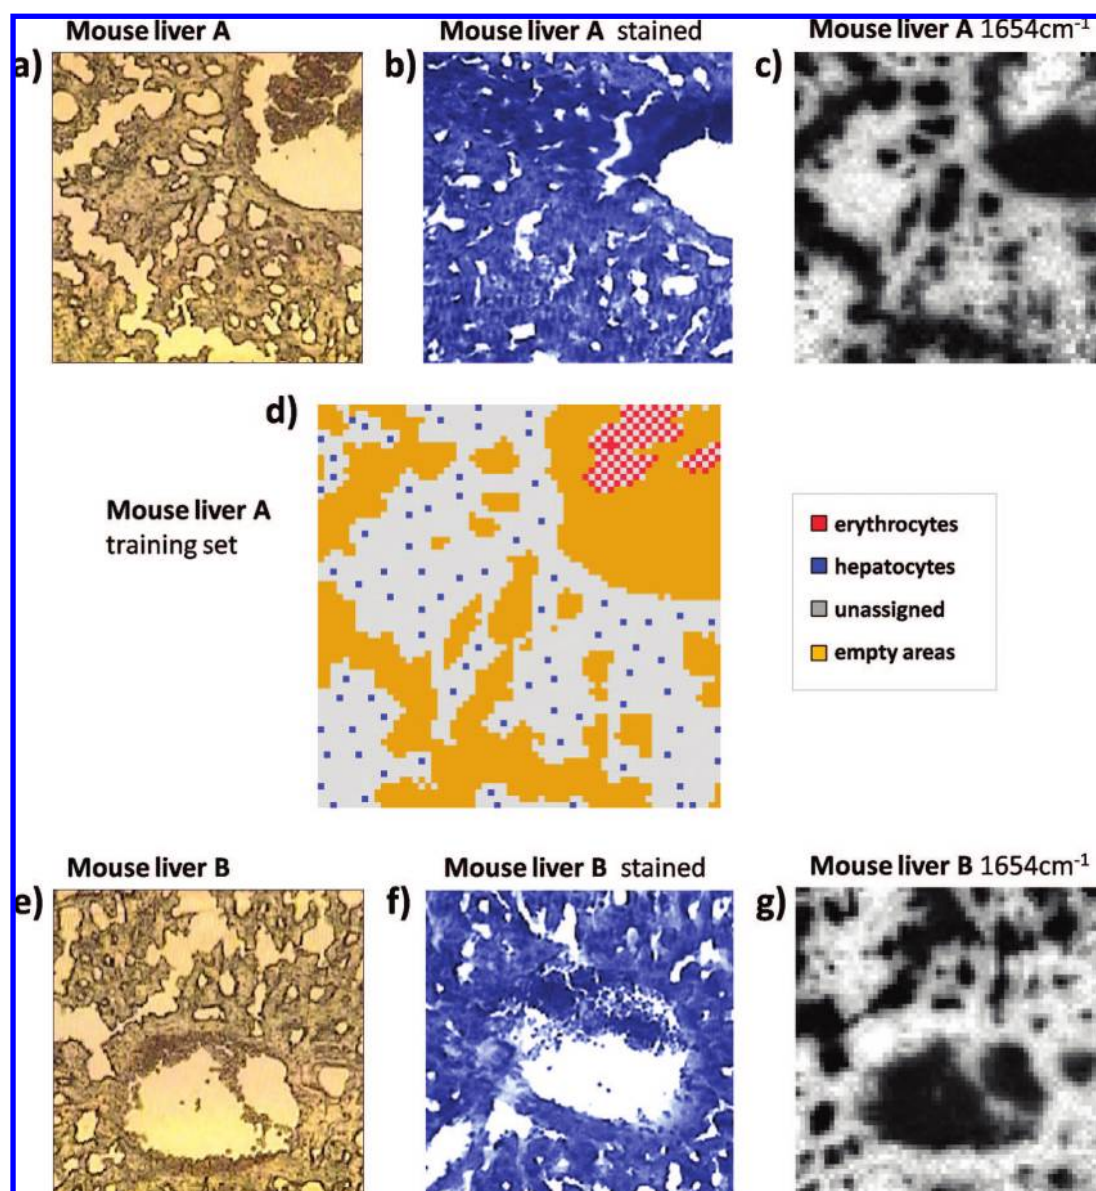 Mouse liver A
Mouse liver A stained
Mouse liver A 1654cm-1
a)
b)
c)
d)
Mouse liver A
training set
erythrocytes
hepatocytes
unassigned
empty areas
Mouse liver B
Mouse liver B stained
Mouse liver B 1654cm-1
e)
f)
g)